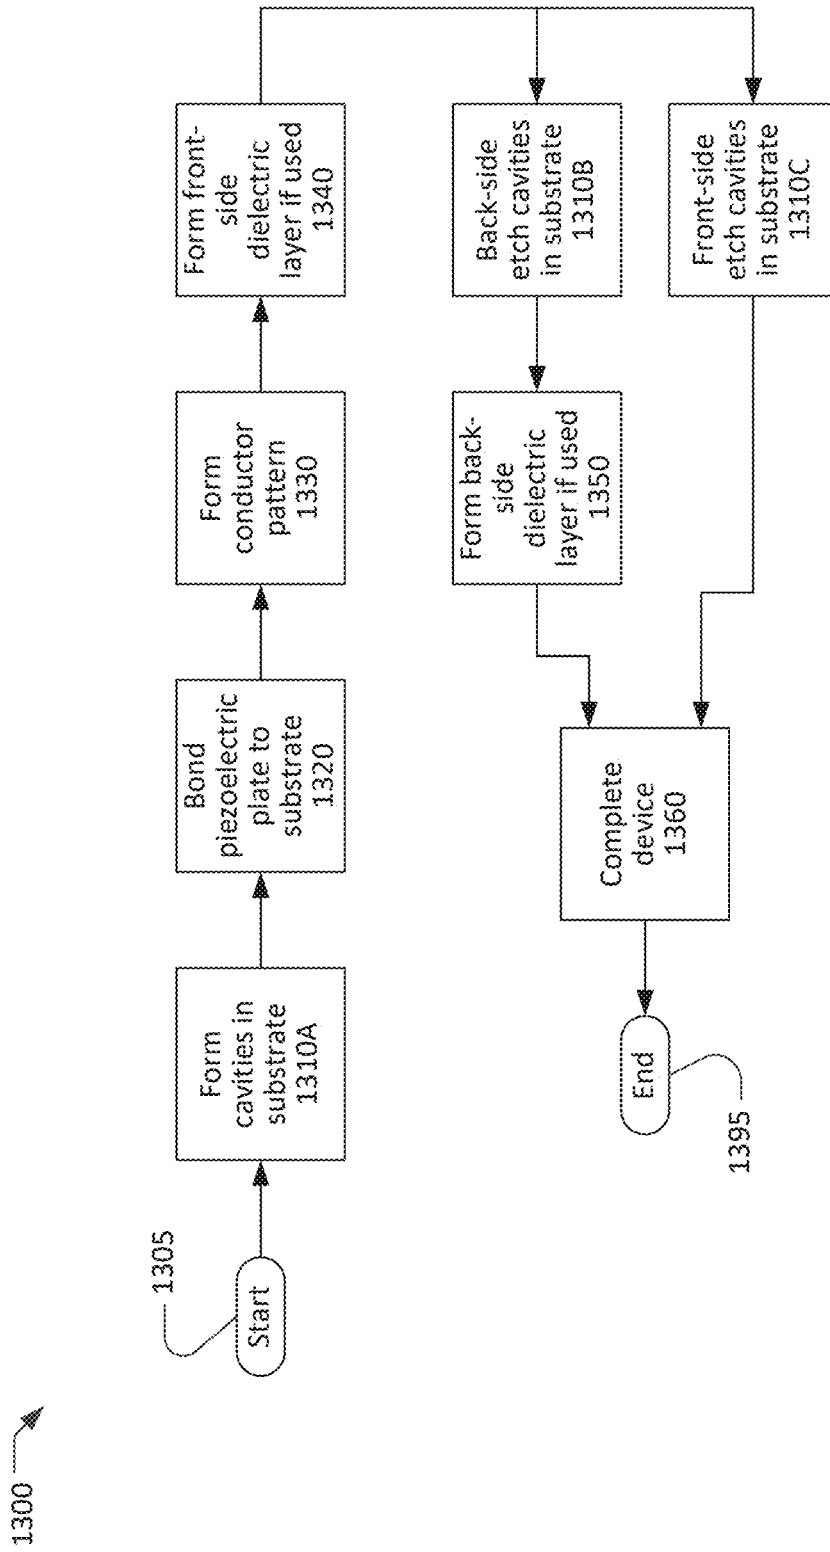 1300
1305
Start
Form
cavities in
substrate
1310A
Bond
piezoelectric
plate to
substrate
1320
Form
conductor
pattern
1330
Form front-
side
dielectric
layer if used
1340
Back-side
etch cavities
in substrate
1310B
Form back-
side
dielectric
layer if used
1350
Front-side
etch cavities
in substrate
1310C
Complete
device
1360
End
1395